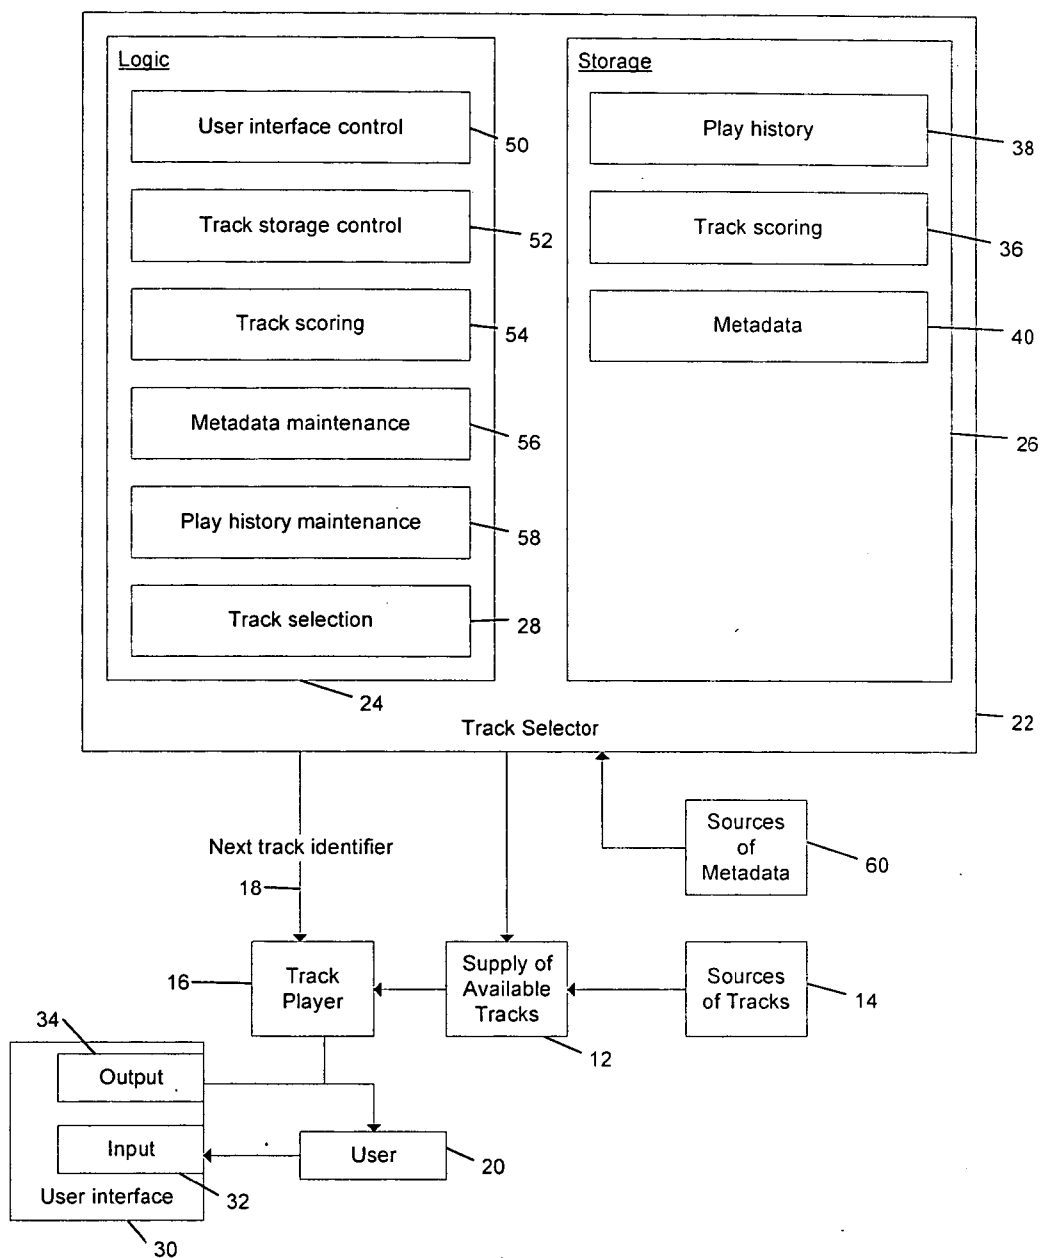 Logic
User interface control
50
Track storage control
52
Track scoring
54
Metadata maintenance
56
Play history maintenance
58
Track selection
28
24
Storage
Play history
38
Track scoring
36
Metadata
40
26
Track Selector
22
Next track identifier
18
Sources
of
Metadata
60
16
Track
Player
Supply of
Available
Tracks
12
Sources
of Tracks
14
34
Output
Input
32
User interface
30
User
20